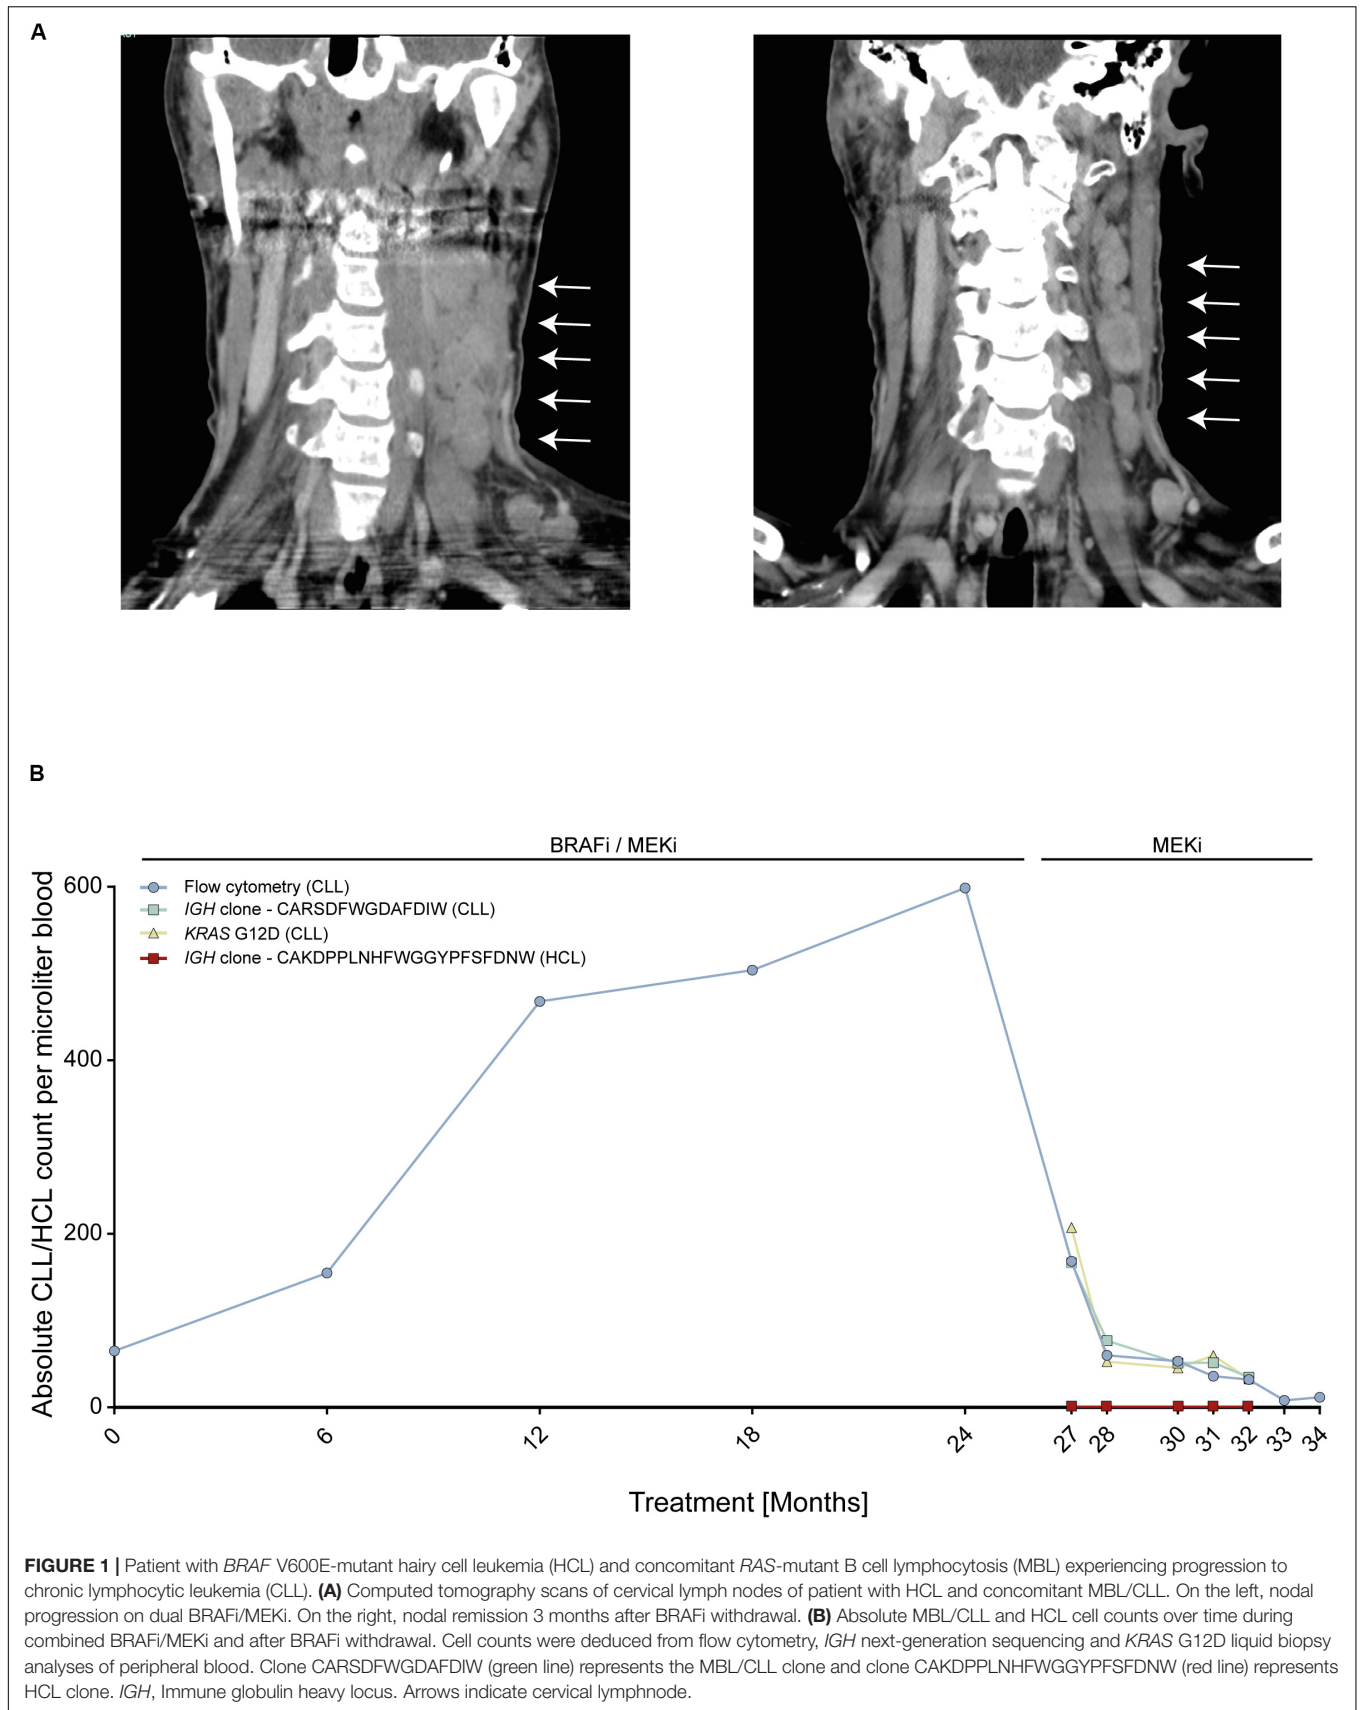 A
B
BRAFi / MEKi
MEKi
Absolute CLL/HCL count per microliter blood
600
400
200
0
Flow cytometry (CLL)
IGH clone - CARSDFWGDAFDIW (CLL)
KRAS G12D (CLL)
IGH clone - CAKDPPLNHFWGGYPFSFDNW (HCL)
0 6 12 18 24 27 28 30 31 32 33 34
Treatment [Months]
FIGURE 1 | Patient with BRAF V600E-mutant hairy cell leukemia (HCL) and concomitant RAS-mutant B cell lymphocytosis (MBL) experiencing progression to
chronic lymphocytic leukemia (CLL). (A) Computed tomography scans of cervical lymph nodes of patient with HCL and concomitant MBL/CLL. On the left, nodal
progression on dual BRAFi/MEKi. On the right, nodal remission 3 months after BRAFi withdrawal. (B) Absolute MBL/CLL and HCL cell counts over time during
combined BRAFi/MEKi and after BRAFi withdrawal. Cell counts were deduced from flow cytometry, IGH next-generation sequencing and KRAS G12D liquid biopsy
analyses of peripheral blood. Clone CARSDFWGDAFDIW (green line) represents the MBL/CLL clone and clone CAKDPPLNHFWGGYPFSFDNW (red line) represents
HCL clone. IGH, Immune globulin heavy locus. Arrows indicate cervical lymphnode.